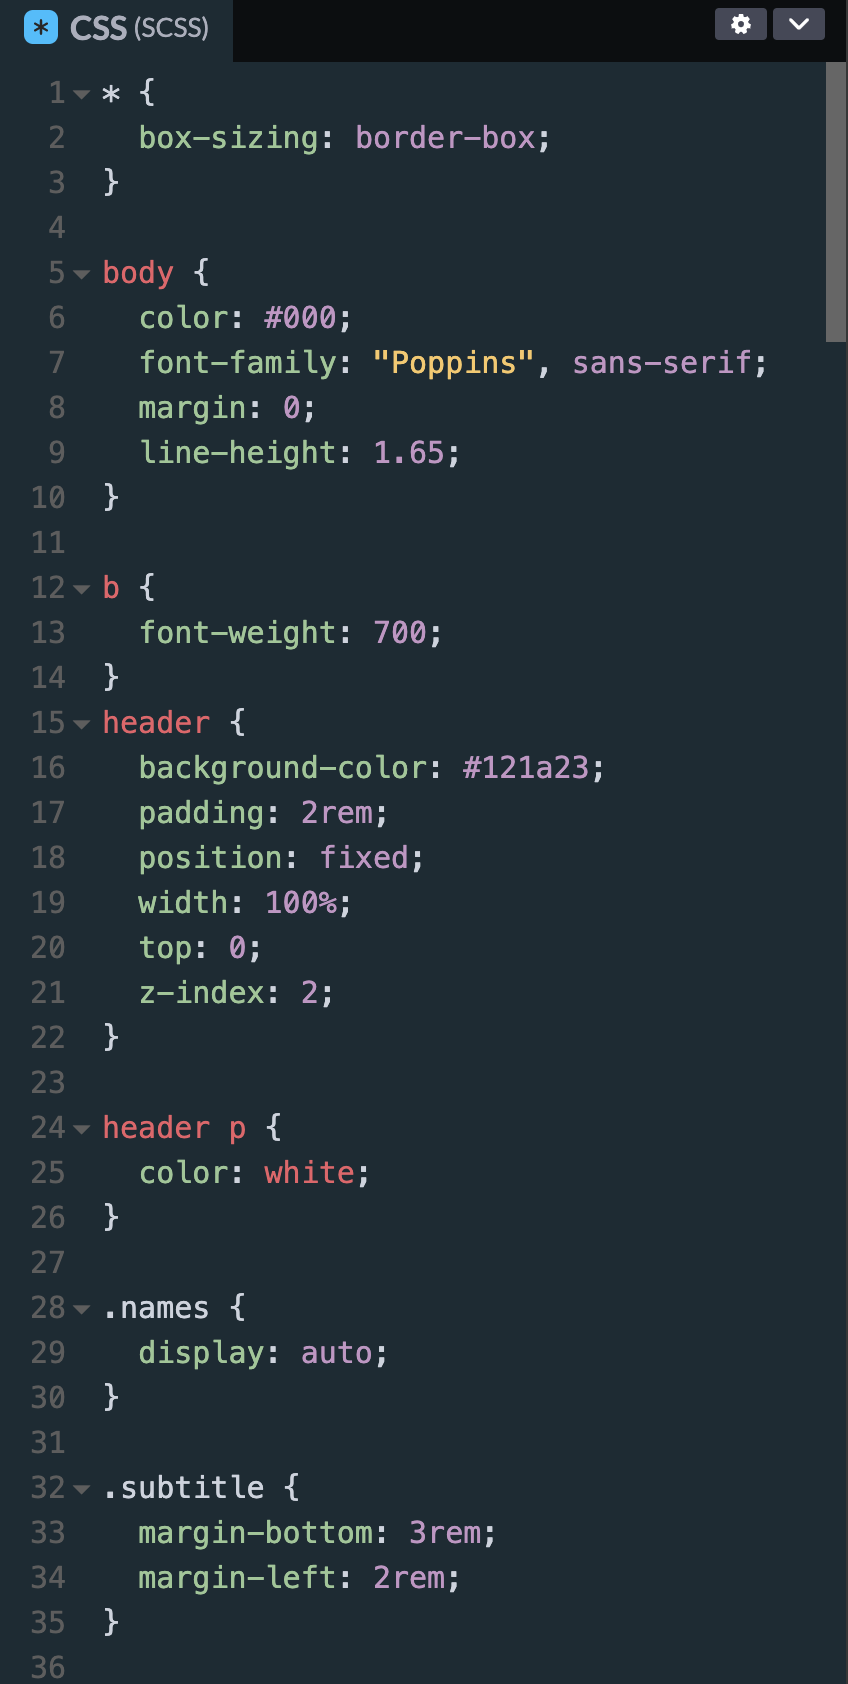 * CSS (SCSS)
1 * {
2 box-sizing: border-box;
3 }
4
5 body {
6 color: #000;
7 font-family: "Poppins", sans-serif;
8 margin: 0;
9 line-height: 1.65;
10 }
11
12 b {
13 font-weight: 700;
14 }
15 header {
16 background-color: #121a23;
17 padding: 2rem;
18 position: fixed;
19 width: 100%;
20 top: 0;
21 z-index: 2;
22 }
23
24 header p {
25 color: white;
26 }
27
28 .names {
29 display: auto;
30 }
31
32 .subtitle {
33 margin-bottom: 3rem;
34 margin-left: 2rem;
35 }
36